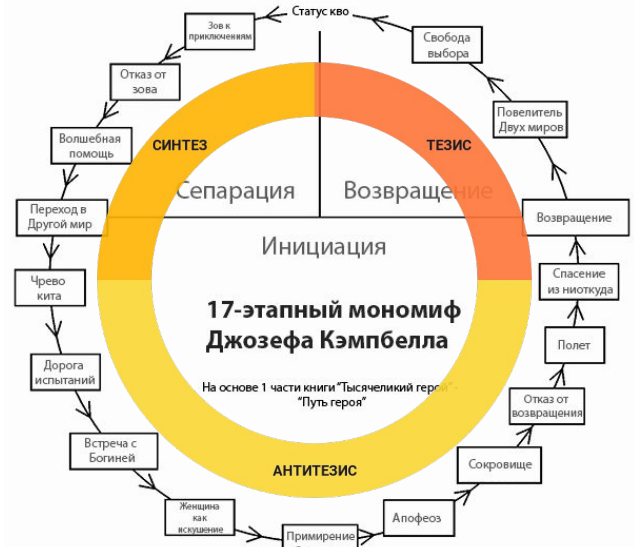 Статус кво
Зов к
приключениям
Отказ от
зова
Волшебная
помощь
Переход в
Другой мир
Чрево
кита
Дорога
испытаний
Встреча с
Богиней
Женщина
как
искушение
Примирение
Апофеоз
Сокровище
Отказ от
возвращения
Полет
Спасение
из ниоткуда
Возвращение
Повелитель
Двух миров
Свобода
выбора
СИНТЕЗ
ТЕЗИС
АНТИТЕЗИС
Сепарация
Возвращение
Инициация
17-этапный мономиф
Джозефа Кэмпбелла
На основе 1 части книги "Тысячеликий герой" -
"Путь героя"